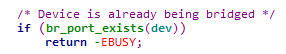 /* Device is already being bridged */
if (br_port_exists(dev))
return -EBUSY;